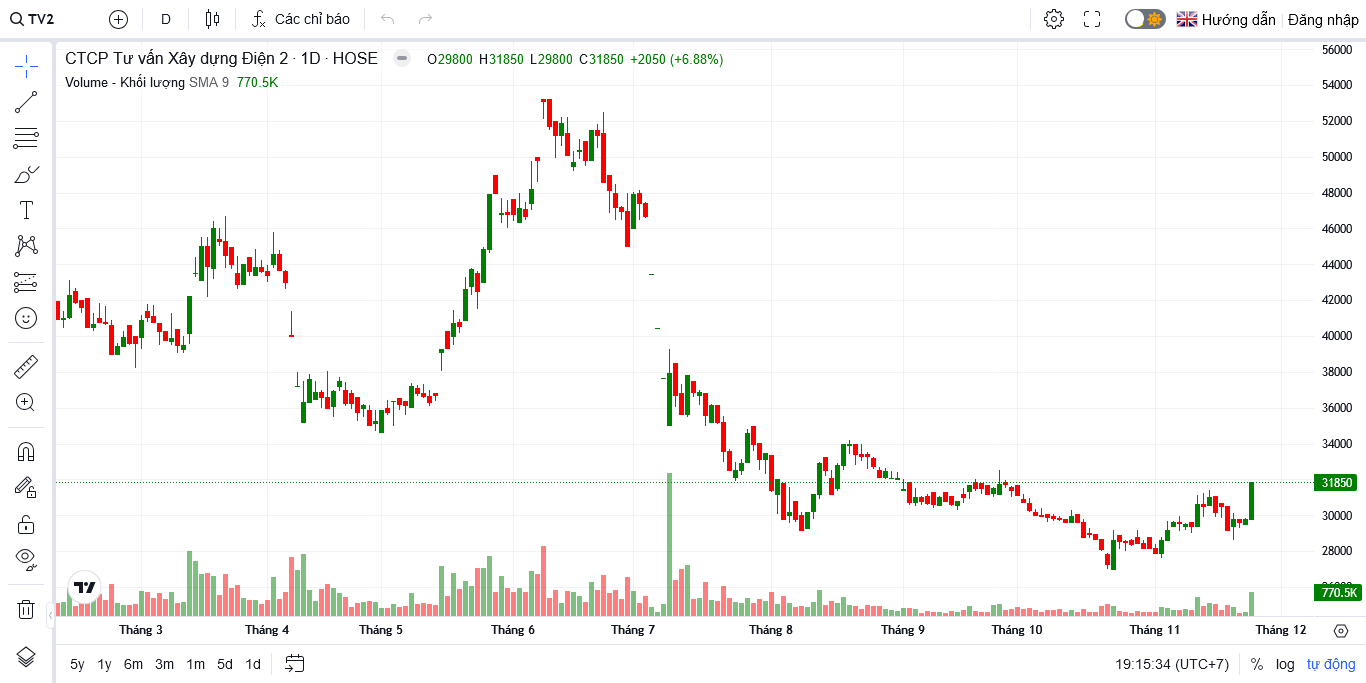 TV2 D Các chỉ báo Hướng dẫn Đăng nhập
CTCP Tư vấn Xây dựng Điện 2 · 1D · HOSE O29800 H31850 L29800 C31850 +2050 (+6.88%)
Volume - Khối lượng SMA 9 770.5K
56000
54000
52000
50000
48000
46000
44000
42000
40000
38000
36000
34000
31850
30000
28000
26000
770.5K
Tháng 3 Tháng 4 Tháng 5 Tháng 6 Tháng 7 Tháng 8 Tháng 9 Tháng 10 Tháng 11 Tháng 12
5y 1y 6m 3m 1m 5d 1d 19:15:34 (UTC+7) % log tự động